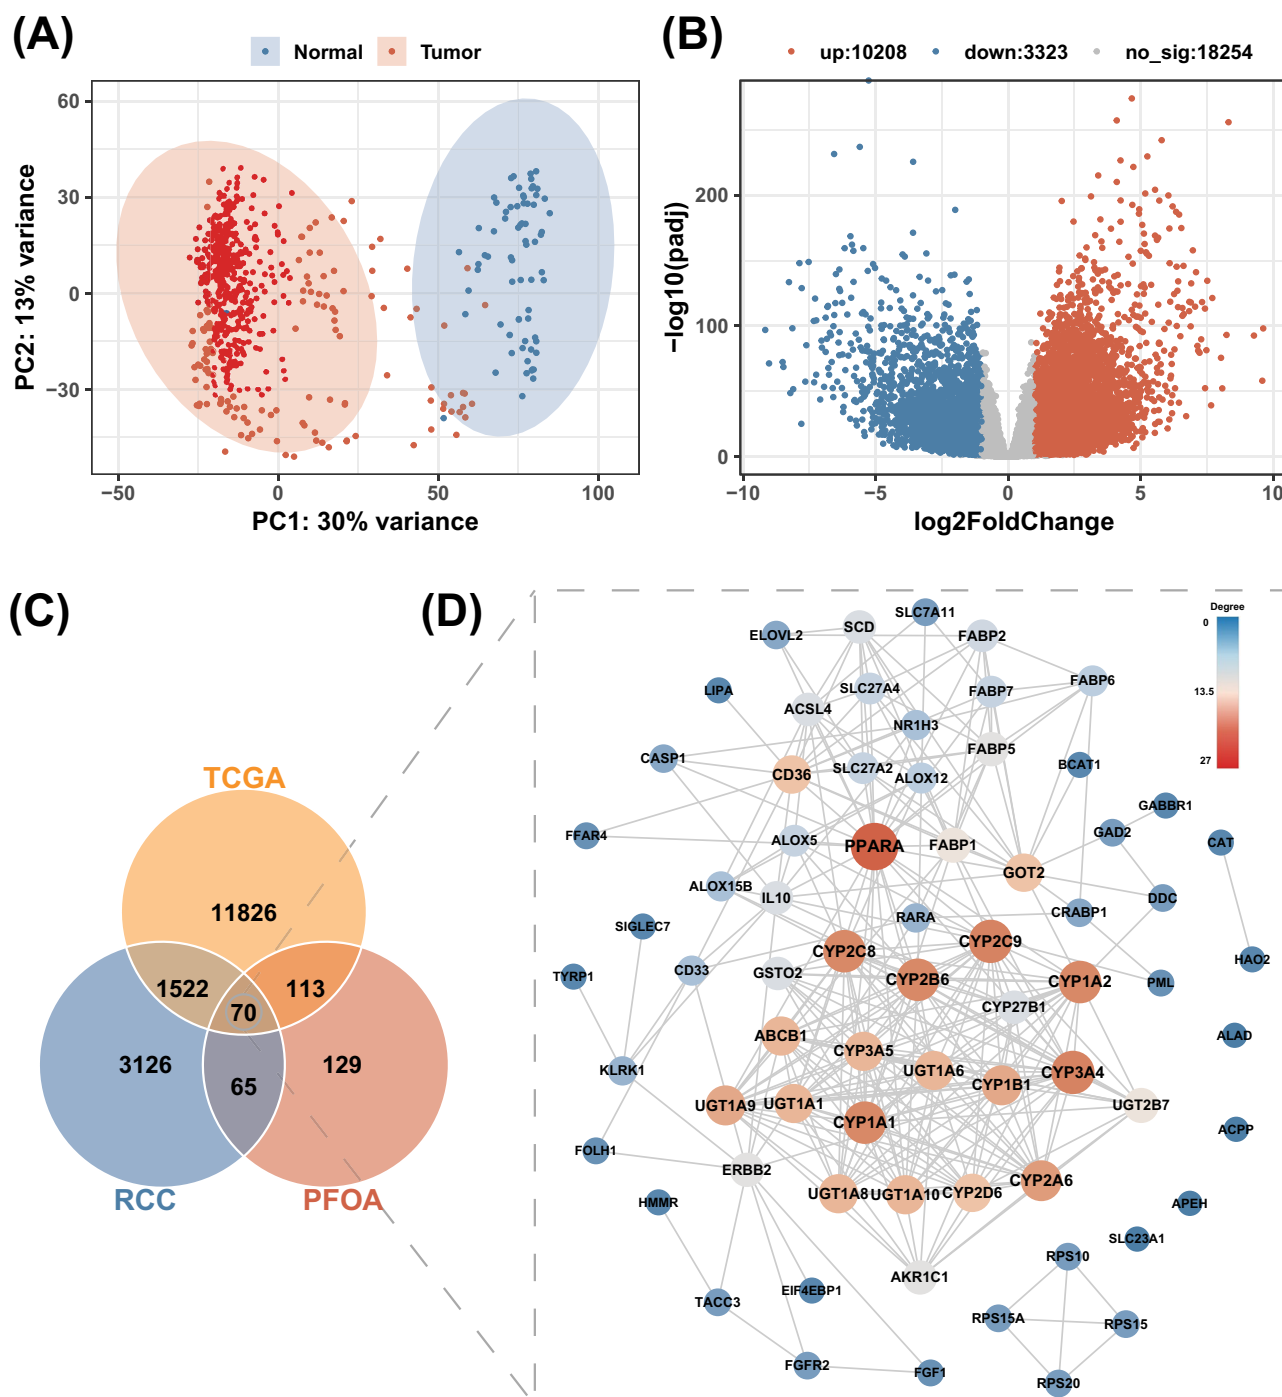 (A)
Normal Tumor
60
30
0
−30
−50 0 50 100
PC1: 30% variance
PC2: 13% variance
(B)
up:10208 down:3323 no_sig:18254
200
100
0
−10 −5 0 5 10
log2FoldChange
−log10(padj)
(C)
TCGA
11826
1522
70
113
3126
65
129
RCC
PFOA
(D)
Degree
0
13.5
27
SLC7A11
SCD
ELOVL2
FABP2
LIPA
SLC27A4
FABP7
FABP6
ACSL4
NR1H3
FABP5
CASP1
CD36
SLC27A2
ALOX12
BCAT1
GABBR1
FFAR4
ALOX5
PPARA
FABP1
GAD2
CAT
GOT2
ALOX15B
IL10
DDC
RARA
CRABP1
SIGLEC7
CYP2C8
CYP2C9
HAO2
TYRP1
CD33
GSTO2
CYP2B6
CYP1A2
PML
CYP27B1
ABCB1
CYP3A5
ALAD
KLRK1
UGT1A6
CYP1B1
CYP3A4
UGT1A9
UGT1A1
UGT2B7
CYP1A1
ACPP
FOLH1
ERBB2
CYP2A6
UGT1A8
UGT1A10
CYP2D6
HMMR
APEH
SLC23A1
RPS10
AKR1C1
EIF4EBP1
TACC3
RPS15A
RPS15
FGFR2
FGF1
RPS20